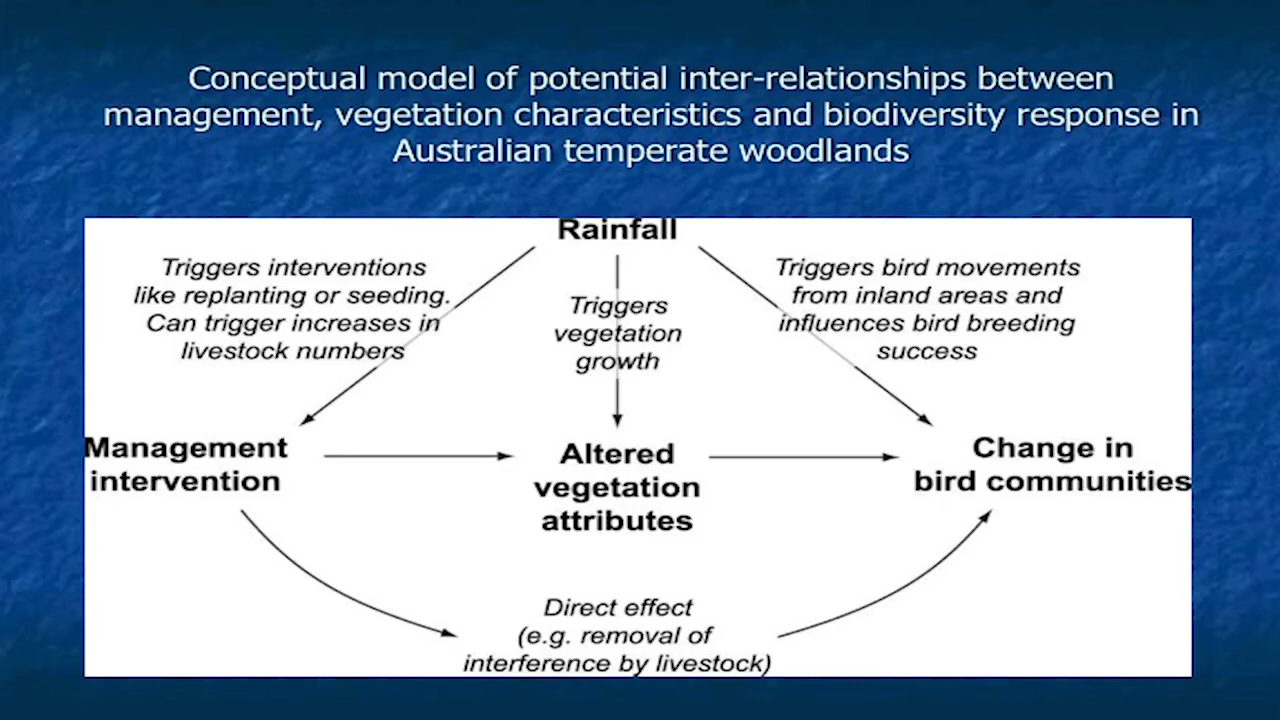 Conceptual model of potential inter-relationships between
management, vegetation characteristics and biodiversity response in
Australian temperate woodlands
Rainfall
Triggers interventions
like replanting or seeding.
Can trigger increases in
livestock numbers
Triggers
vegetation
growth
Triggers bird movements
from inland areas and
influences bird breeding
success
Management
intervention
Altered
vegetation
attributes
Change in
bird communities
Direct effect
(e.g. removal of
interference by livestock)